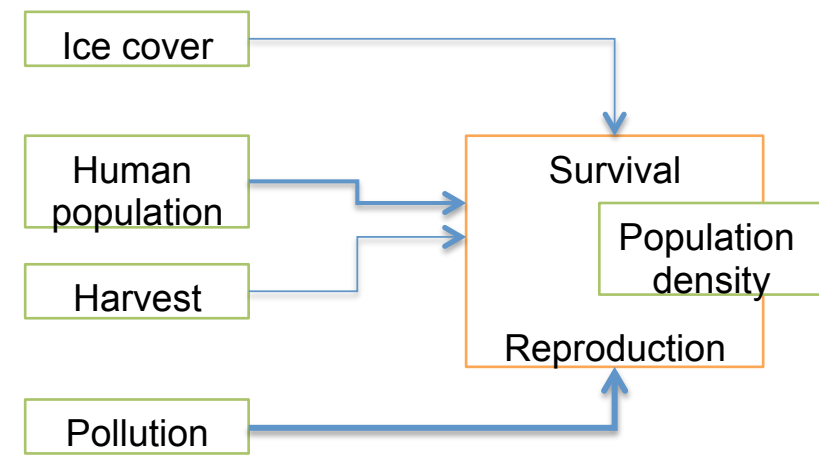 Ice cover
Human
population
Harvest
Pollution
Survival
Population
density
Reproduction